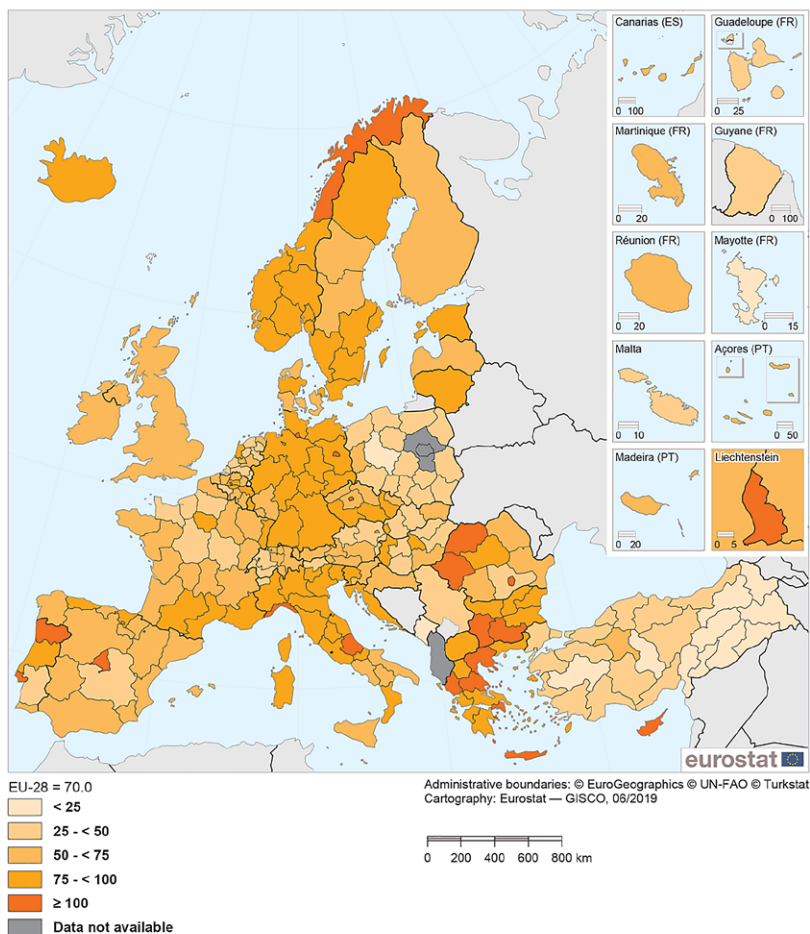 Canarias (ES)
0 100
Guadeloupe (FR)
0 25
Martinique (FR)
0 20
Guyane (FR)
0 100
Réunion (FR)
0 20
Mayotte (FR)
0 15
Malta
0 10
Açores (PT)
0 50
Madeira (PT)
0 20
Liechtenstein
0 5
eurostat
EU-28 = 70.0
< 25
25 - < 50
50 - < 75
75 - < 100
≥ 100
Data not available
Administrative boundaries: © EuroGeographics © UN-FAO © Turkstat
Cartography: Eurostat — GISCO, 06/2019
0 200 400 600 800 km